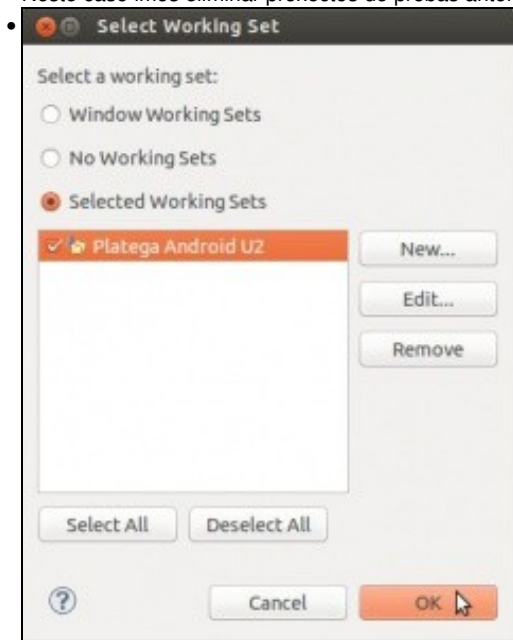 Select Working Set
Select a working set:
Window Working Sets
No Working Sets
Selected Working Sets
Platega Android U2
New...
Edit...
Remove
Select All
Deselect All
?
Cancel
OK